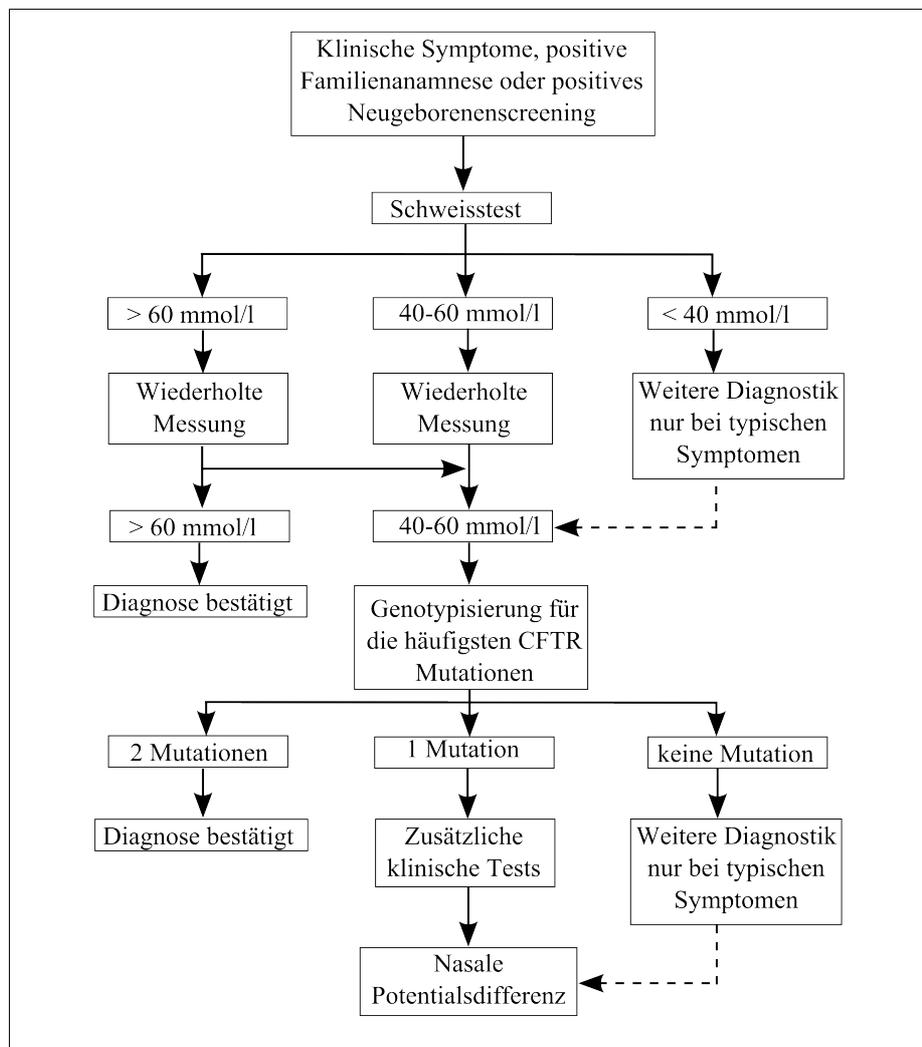 Klinische Symptome, positive
Familienanamnese oder positives
Neugeborenenscreening
Schweisstest
> 60 mmol/l
40-60 mmol/l
< 40 mmol/l
Wiederholte
Messung
Wiederholte
Messung
Weitere Diagnostik
nur bei typischen
Symptomen
> 60 mmol/l
40-60 mmol/l
Diagnose bestätigt
Genotypisierung für
die häufigsten CFTR
Mutationen
2 Mutationen
1 Mutation
keine Mutation
Diagnose bestätigt
Zusätzliche
klinische Tests
Weitere Diagnostik
nur bei typischen
Symptomen
Nasale
Potentialsdifferenz